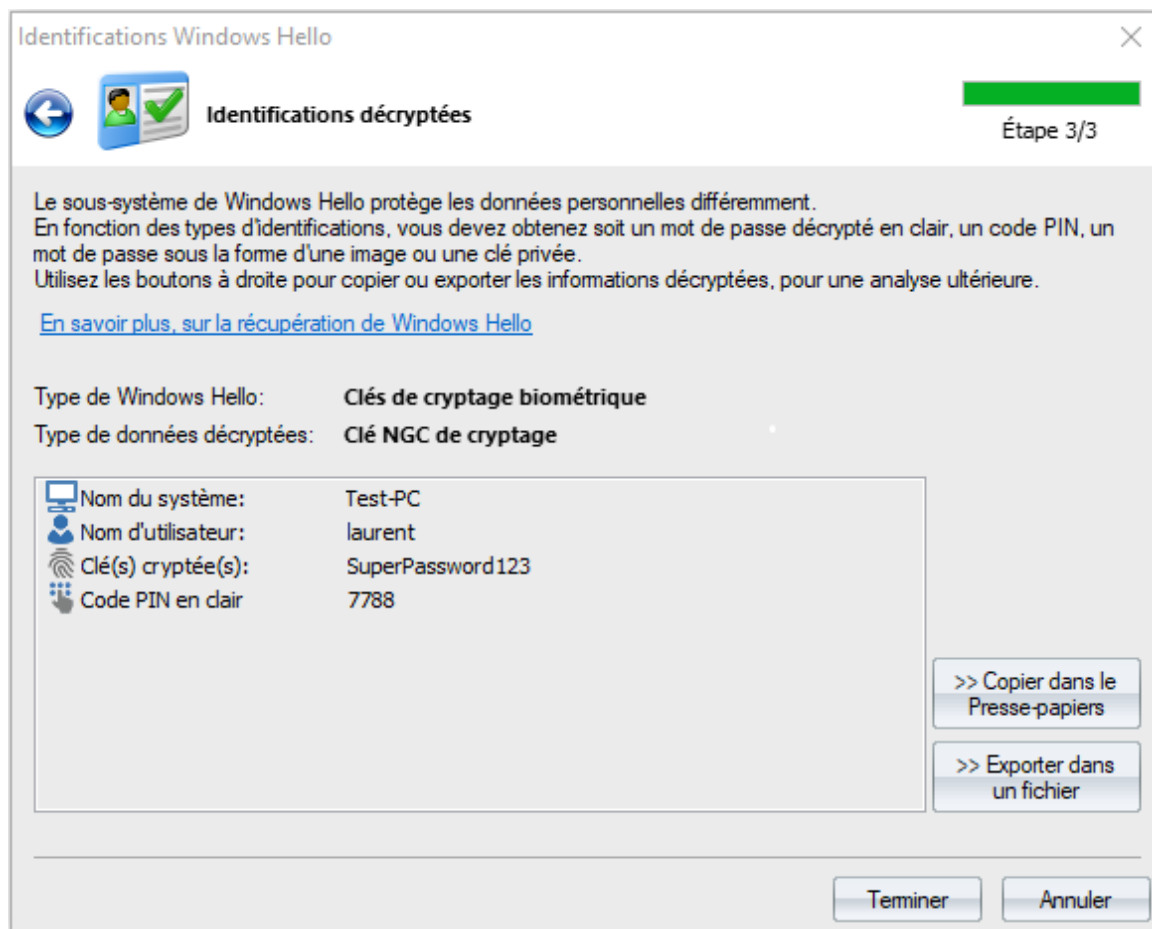 Identifications Windows Hello
Identifications décryptées
Étape 3/3
Le sous-système de Windows Hello protège les données personnelles différemment.
En fonction des types d'identifications, vous devez obtenez soit un mot de passe décrypté en clair, un code PIN, un
mot de passe sous la forme d'une image ou une clé privée.
Utilisez les boutons à droite pour copier ou exporter les informations décryptées, pour une analyse ultérieure.
En savoir plus, sur la récupération de Windows Hello
Type de Windows Hello: Clés de cryptage biométrique
Type de données décryptées: Clé NGC de cryptage
Nom du système: Test-PC
Nom d'utilisateur: laurent
Clé(s) cryptée(s): SuperPassword123
Code PIN en clair 7788
>> Copier dans le
Presse-papiers
>> Exporter dans
un fichier
Terminer Annuler